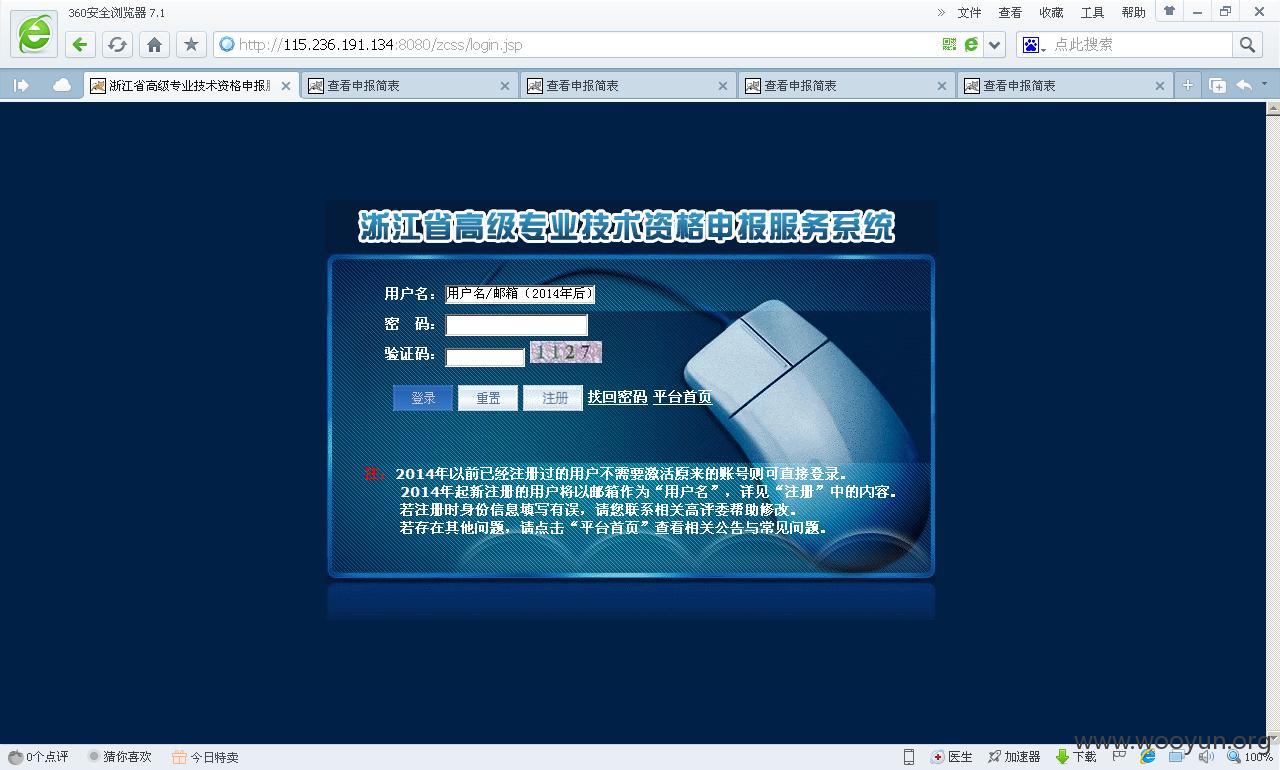 360安全浏览器 7.1
» 文件 查看 收藏 工具 帮助
http://115.236.191.134:8080/zcss/login.jsp
点此搜索
浙江省高级专业技术资格申报服
查看申报简表
查看申报简表
查看申报简表
查看申报简表
浙江省高级专业技术资格申报服务系统
用户名: 用户名/邮箱（2014年后）
密 码:
验证码: 1127
登录 重置 注册 找回密码 平台首页
注: 2014年以前已经注册过的用户不需要激活原来的账号则可直接登录。
2014年起新注册的用户将以邮箱作为“用户名”，详见“注册”中的内容。
若注册时身份信息填写有误，请您联系相关高评委帮助修改。
若存在其他问题，请点击“平台首页”查看相关公告与常见问题。
www.wooyun.org
0个点评 猜你喜欢 今日特卖
医生 加速器 下载 100%